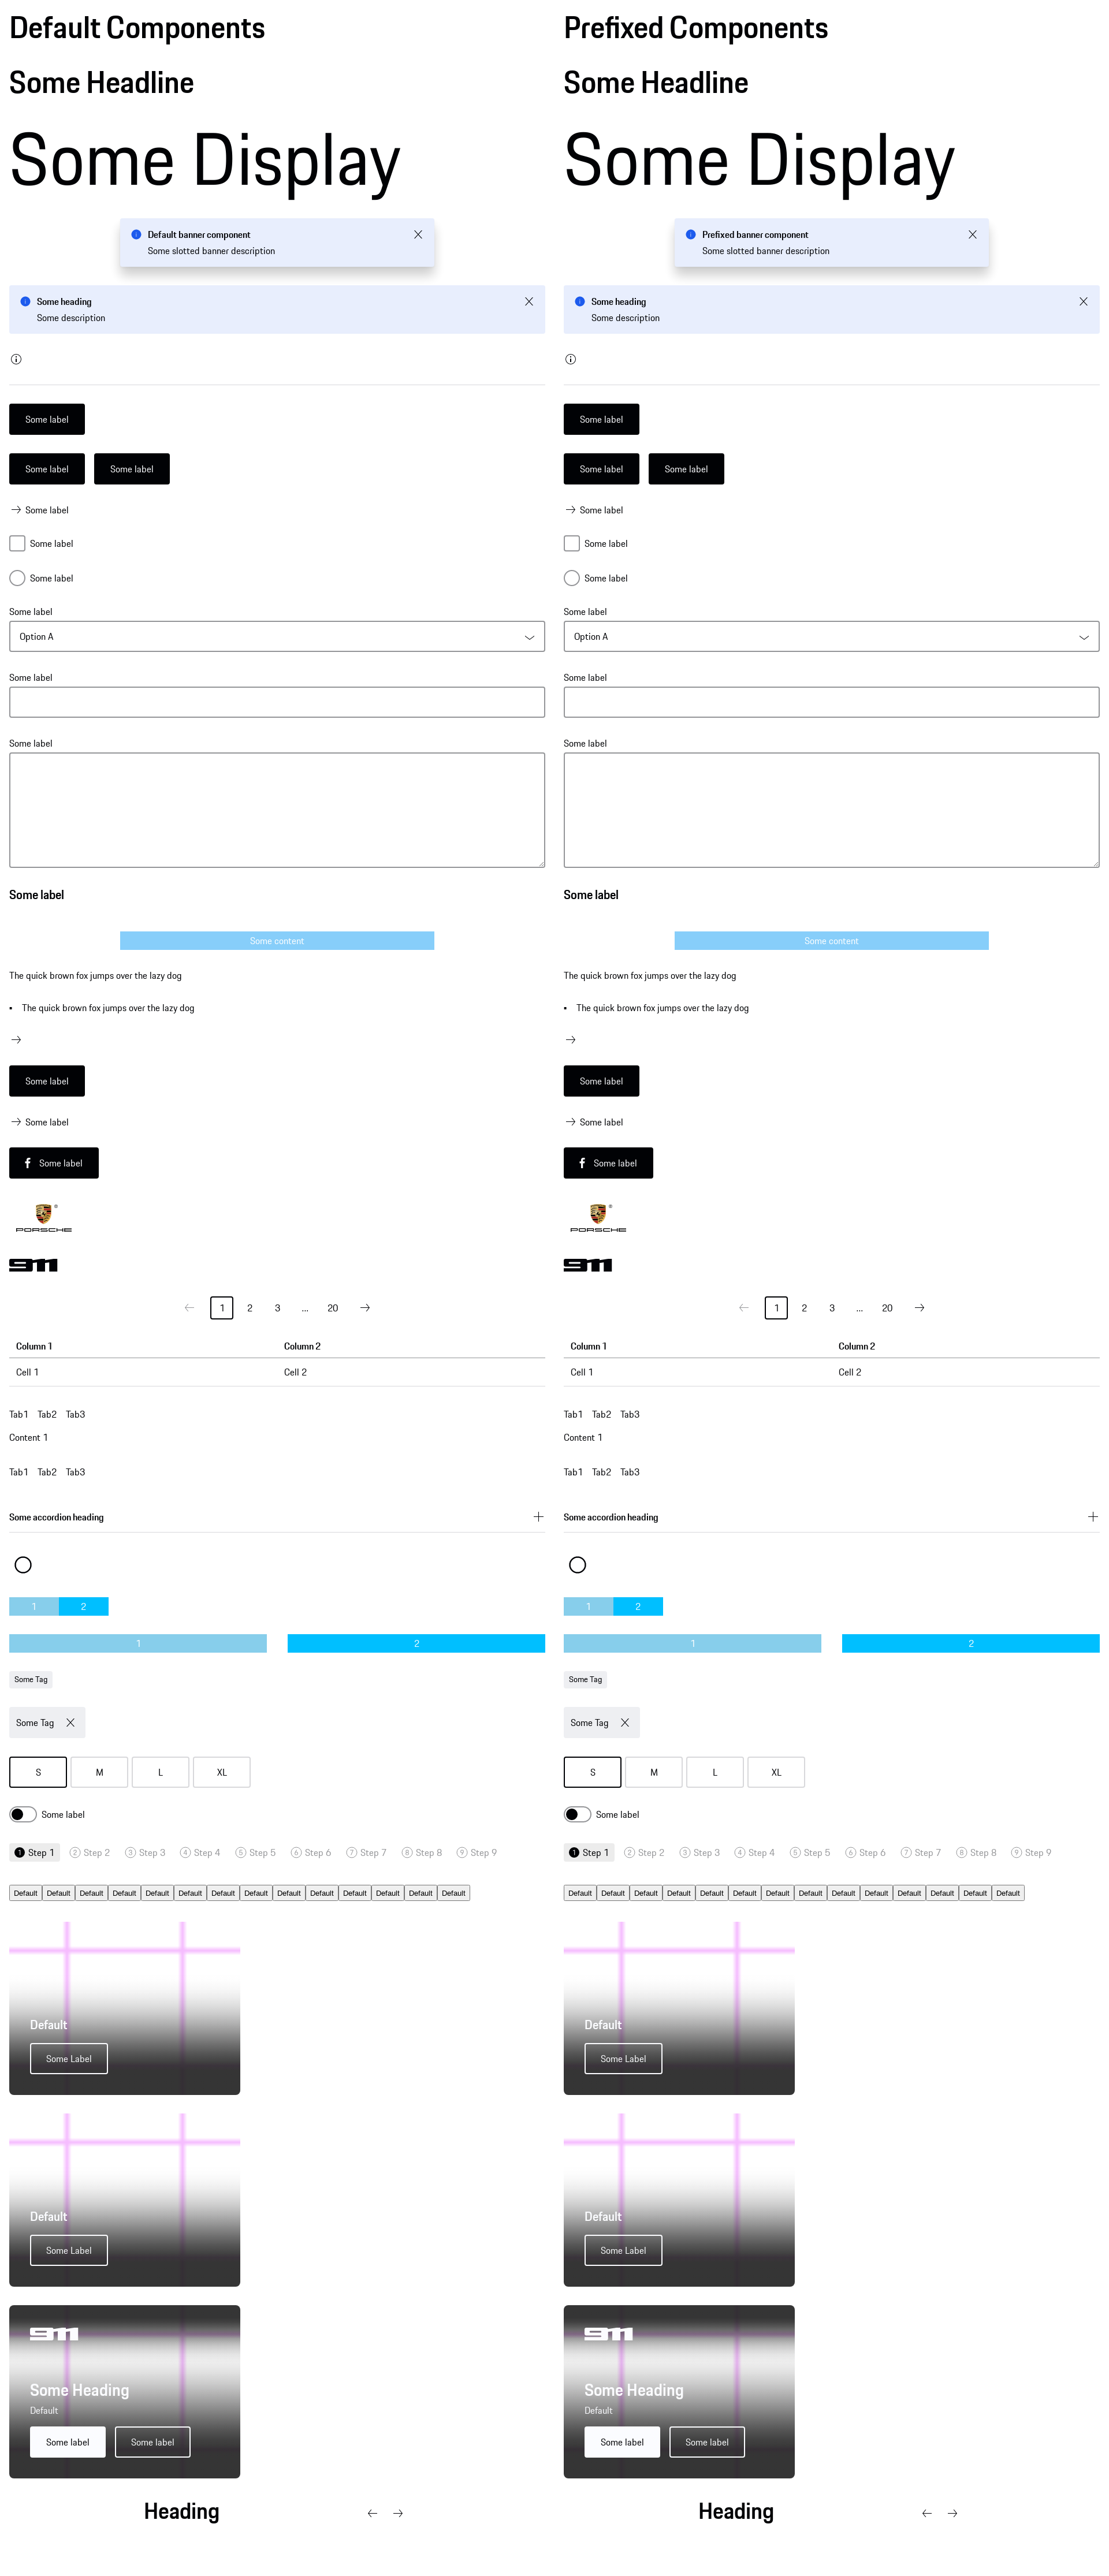 Default Components
Some Headline
Some Display
Default banner component
Some slotted banner description
Some heading
Some description
Some label
Some label Some label
Some label
Some label
Some label
Some label
Option A
Some label
Some label
Some label
Some content
The quick brown fox jumps over the lazy dog
• The quick brown fox jumps over the lazy dog
Some label
Some label
Some label
PORSCHE
911
1 2 3 ... 20
Column 1 Column 2
Cell 1 Cell 2
Tab1 Tab2 Tab3
Content 1
Tab1 Tab2 Tab3
Some accordion heading
1 2
1 2
Some Tag
Some Tag
S M L XL
Some label
1 Step 1 2 Step 2 3 Step 3 4 Step 4 5 Step 5 6 Step 6 7 Step 7 8 Step 8 9 Step 9
Default Default Default Default Default Default Default Default Default Default Default Default Default Default
Default
Some Label
Default
Some Label
911
Some Heading
Default
Some label Some label
Heading
Prefixed Components
Some Headline
Some Display
Prefixed banner component
Some slotted banner description
Some heading
Some description
Some label
Some label Some label
Some label
Some label
Some label
Some label
Option A
Some label
Some label
Some label
Some content
The quick brown fox jumps over the lazy dog
• The quick brown fox jumps over the lazy dog
Some label
Some label
Some label
PORSCHE
911
1 2 3 ... 20
Column 1 Column 2
Cell 1 Cell 2
Tab1 Tab2 Tab3
Content 1
Tab1 Tab2 Tab3
Some accordion heading
1 2
1 2
Some Tag
Some Tag
S M L XL
Some label
1 Step 1 2 Step 2 3 Step 3 4 Step 4 5 Step 5 6 Step 6 7 Step 7 8 Step 8 9 Step 9
Default Default Default Default Default Default Default Default Default Default Default Default Default Default
Default
Some Label
Default
Some Label
911
Some Heading
Default
Some label Some label
Heading